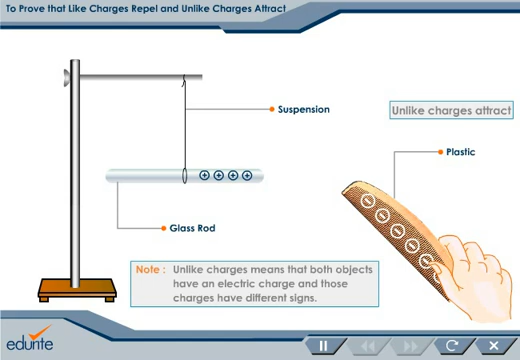 To Prove that Like Charges Repel and Unlike Charges Attract
Suspension
Unlike charges attract
Plastic
Glass Rod
Note : Unlike charges means that both objects
have an electric charge and those
charges have different signs.
edurite